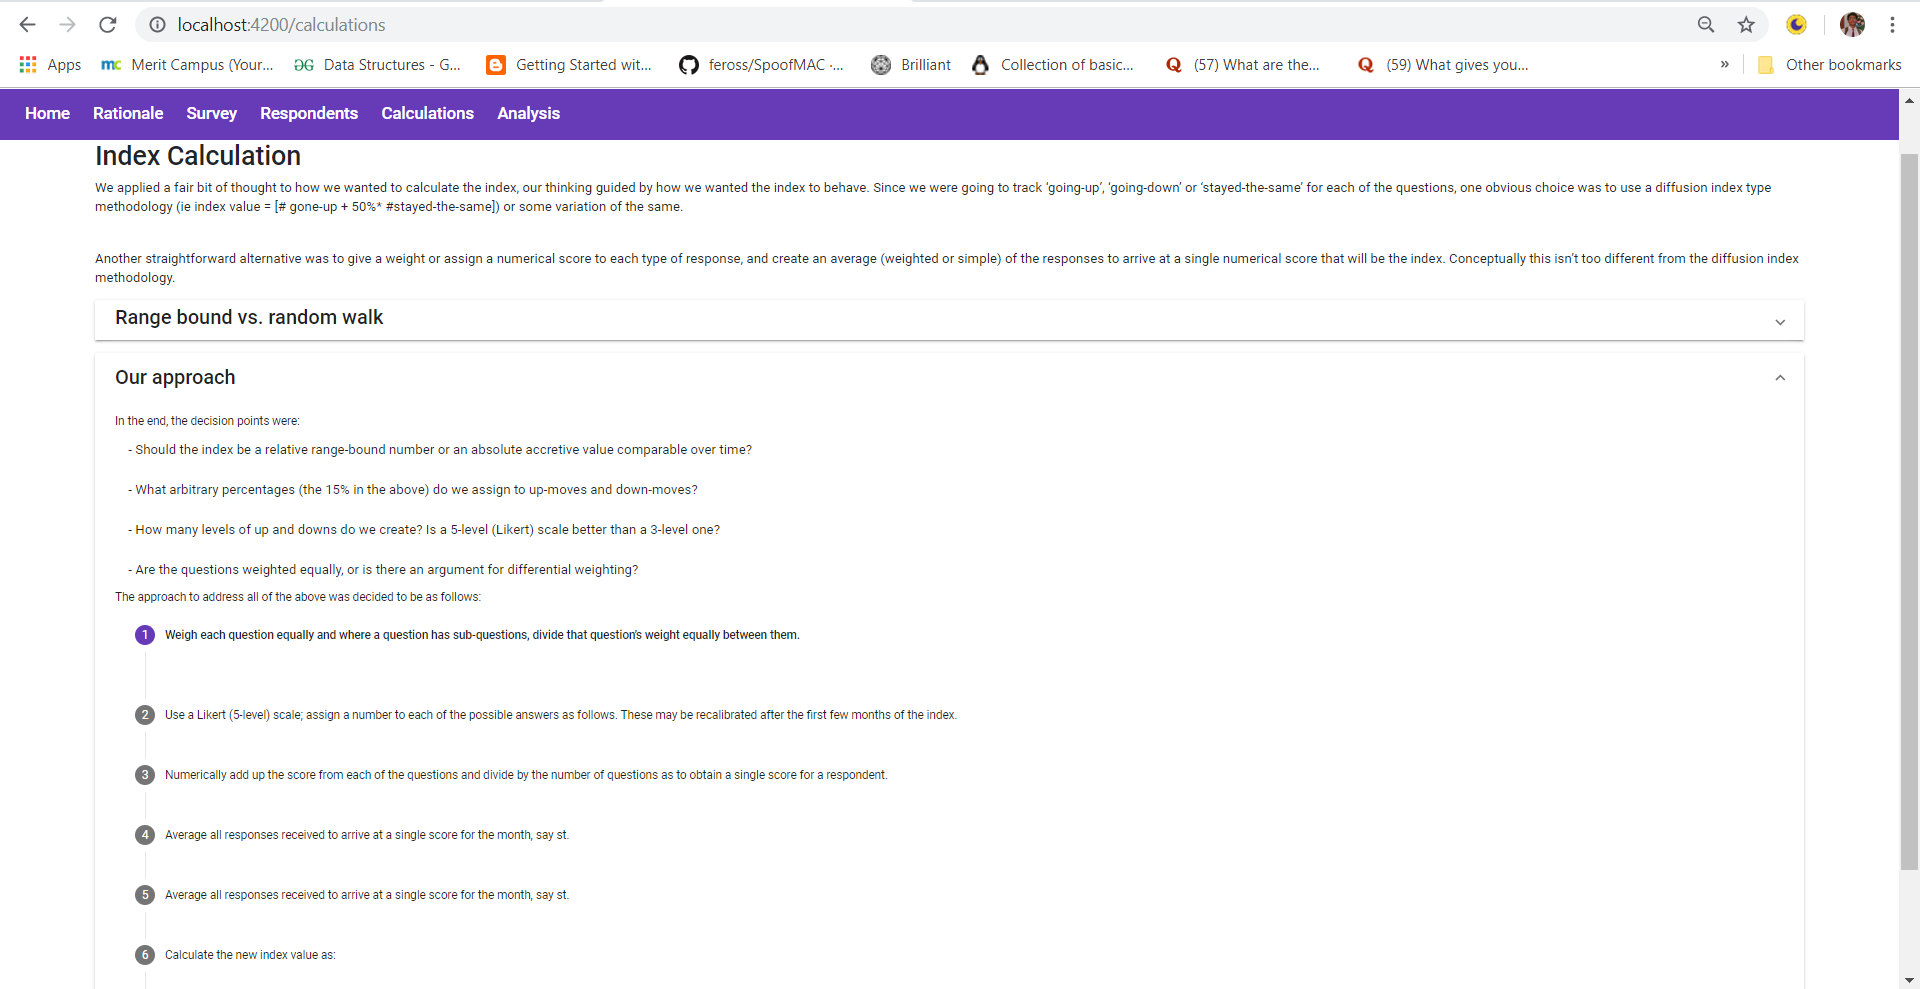 localhost:4200/calculations
Apps
mc Merit Campus (Your...
Data Structures - G...
Getting Started wit...
feross/SpoofMAC -...
Brilliant
Collection of basic...
Q (57) What are the...
Q (59) What gives you...
»
Other bookmarks
Home Rationale Survey Respondents Calculations Analysis
Index Calculation
We applied a fair bit of thought to how we wanted to calculate the index, our thinking guided by how we wanted the index to behave. Since we were going to track ‘going-up’, ‘going-down’ or ‘stayed-the-same’ for each of the questions, one obvious choice was to use a diffusion index type
methodology (ie index value = [# gone-up + 50%* #stayed-the-same]) or some variation of the same.
Another straightforward alternative was to give a weight or assign a numerical score to each type of response, and create an average (weighted or simple) of the responses to arrive at a single numerical score that will be the index. Conceptually this isn’t too different from the diffusion index
methodology.
Range bound vs. random walk
Our approach
In the end, the decision points were:
- Should the index be a relative range-bound number or an absolute accretive value comparable over time?
- What arbitrary percentages (the 15% in the above) do we assign to up-moves and down-moves?
- How many levels of up and downs do we create? Is a 5-level (Likert) scale better than a 3-level one?
- Are the questions weighted equally, or is there an argument for differential weighting?
The approach to address all of the above was decided to be as follows:
1 Weigh each question equally and where a question has sub-questions, divide that question's weight equally between them.
2 Use a Likert (5-level) scale; assign a number to each of the possible answers as follows. These may be recalibrated after the first few months of the index.
3 Numerically add up the score from each of the questions and divide by the number of questions as to obtain a single score for a respondent.
4 Average all responses received to arrive at a single score for the month, say st.
5 Average all responses received to arrive at a single score for the month, say st.
6 Calculate the new index value as: